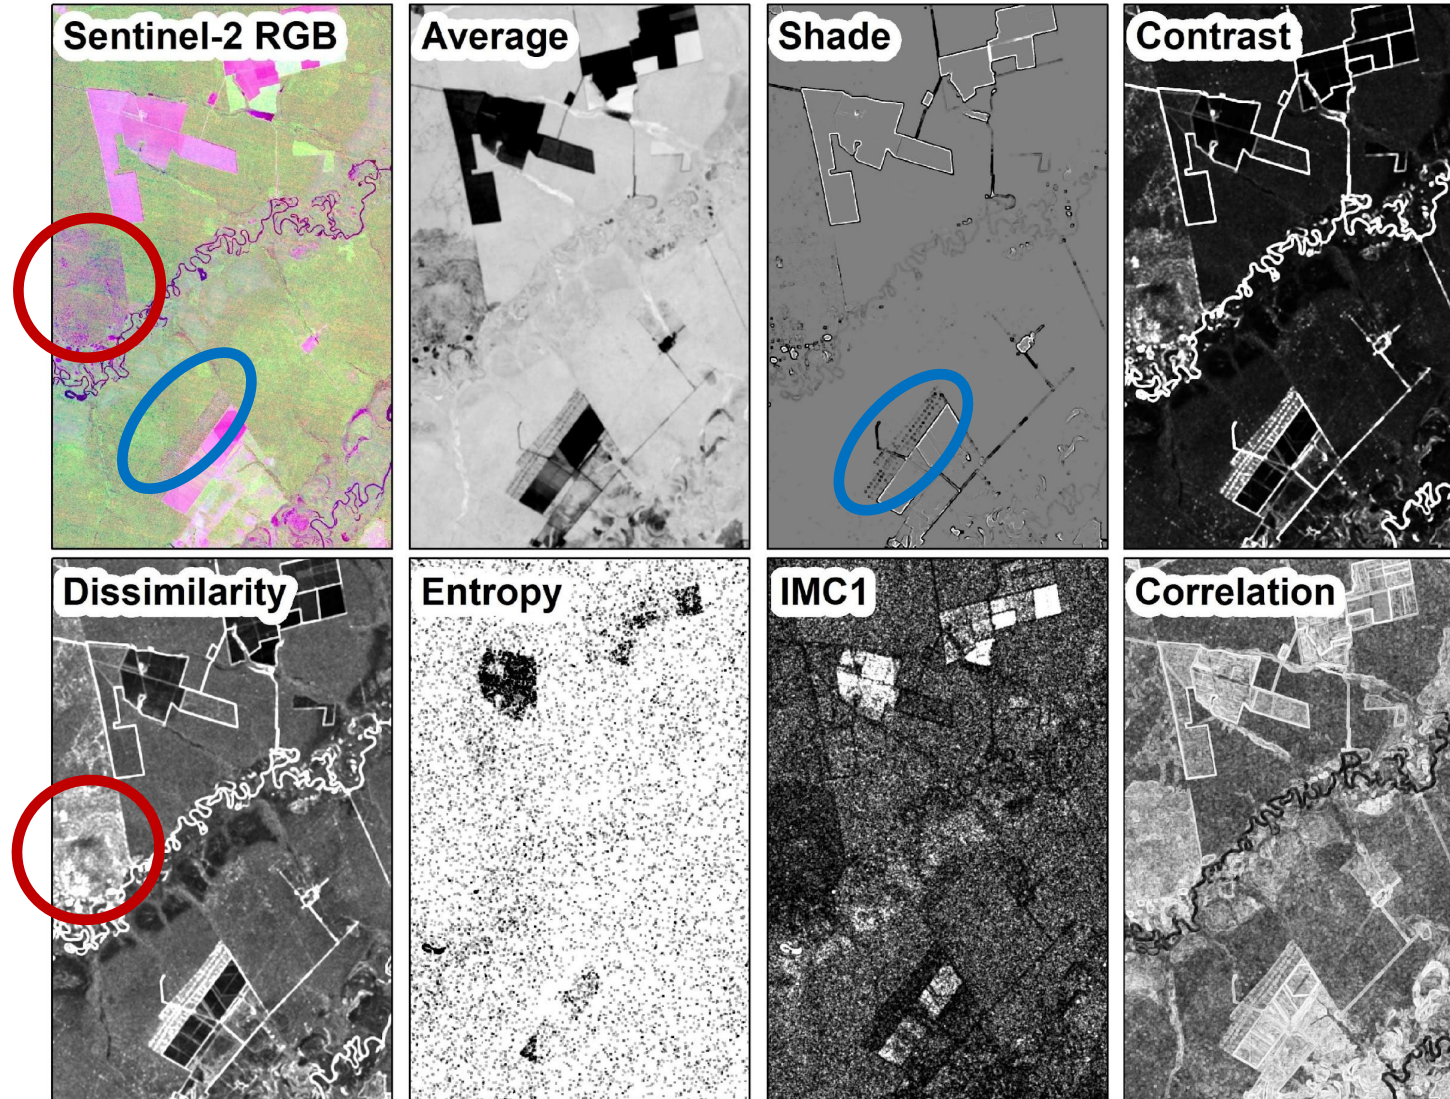 Sentinel-2 RGB
Average
Shade
Contrast
Dissimilarity
Entropy
IMC1
Correlation